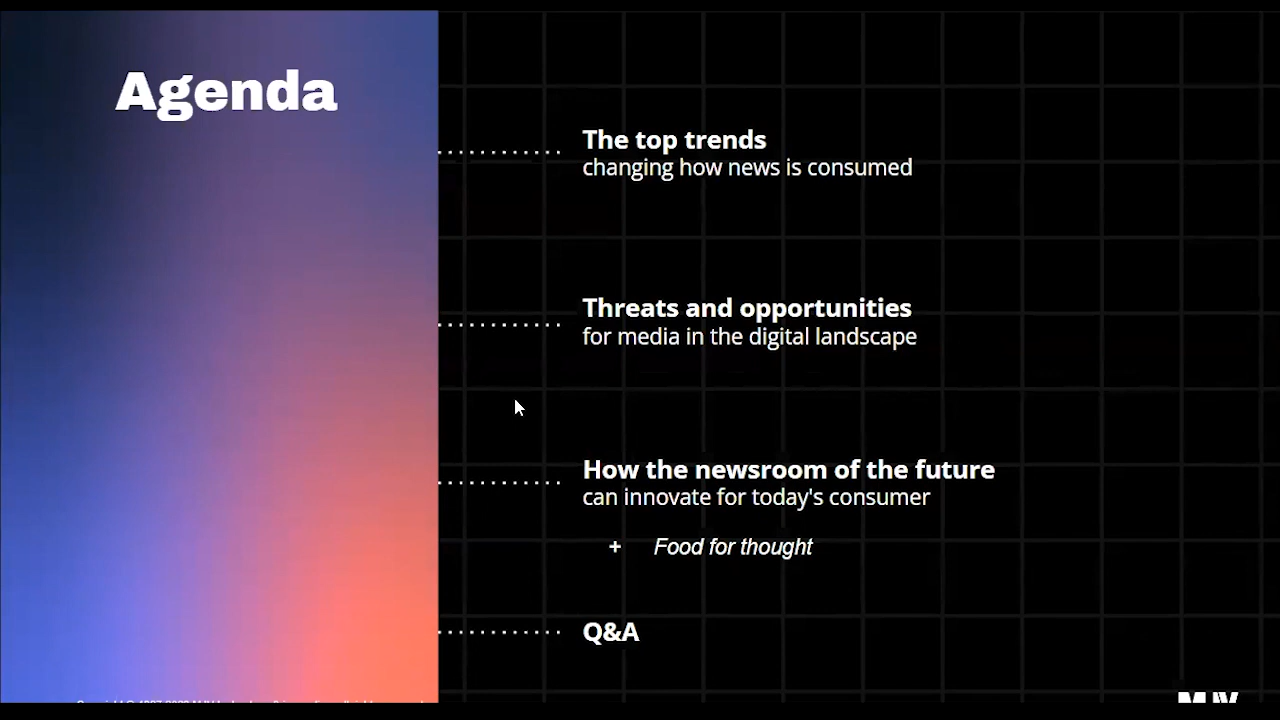 Agenda
The top trends
changing how news is consumed
Threats and opportunities
for media in the digital landscape
How the newsroom of the future
can innovate for today's consumer
+ Food for thought
Q&A